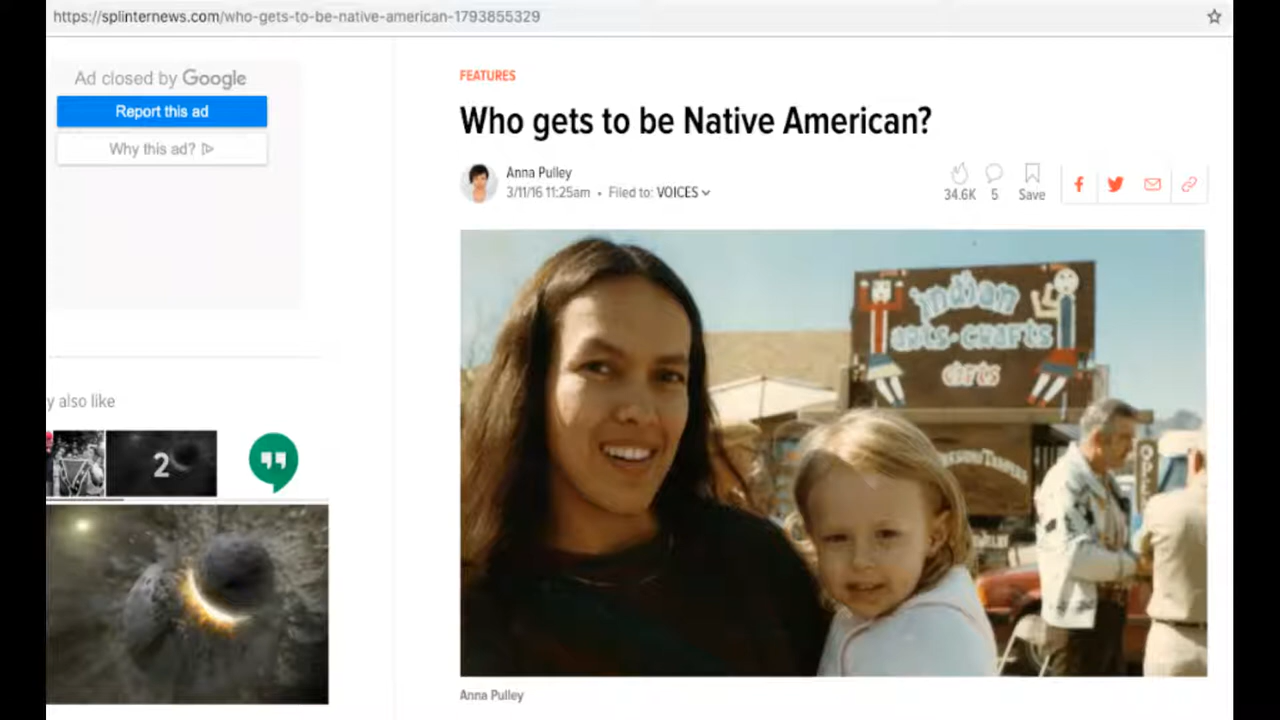 https://splinternews.com/who-gets-to-be-native-american-1793855329
Ad closed by Google
Report this ad
Why this ad?
y also like
2
FEATURES
Who gets to be Native American?
Anna Pulley
3/11/16 11:25am • Filed to: VOICES
34.6K
5
Save
indian
arts-crafts
gifts
Anna Pulley